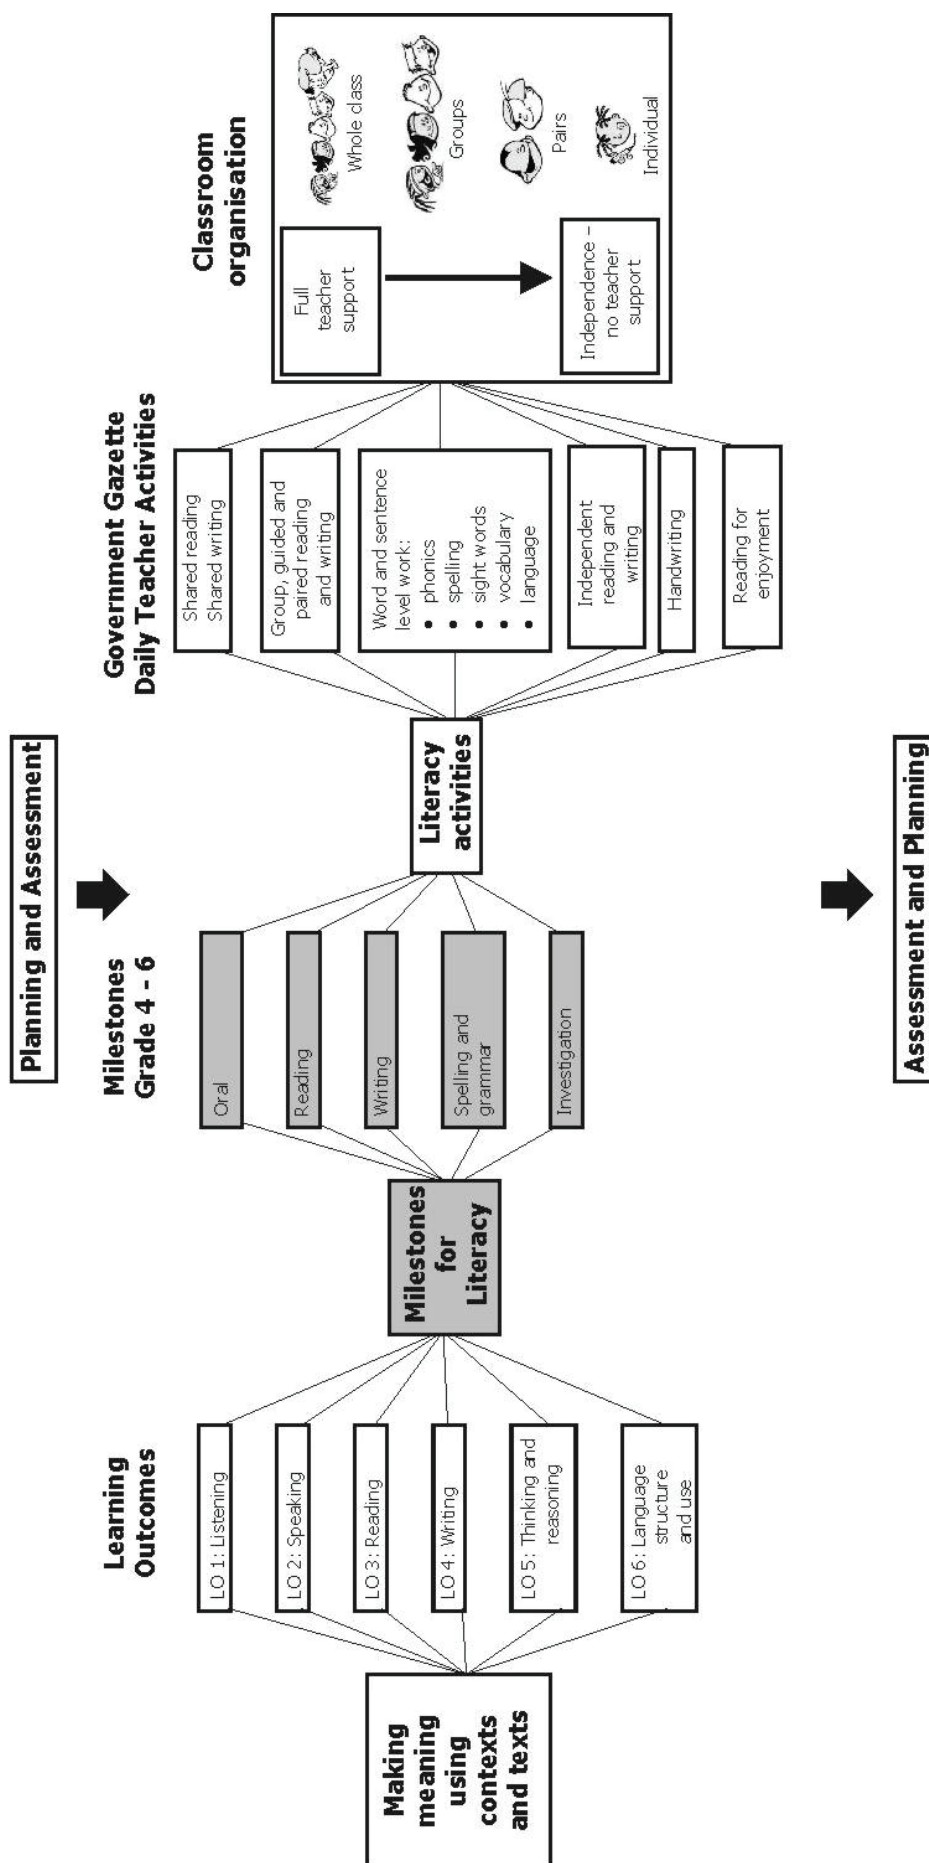 Planning and Assessment
Learning
Outcomes
Milestones
Grade 4 - 6
Government Gazette
Daily Teacher Activities
Classroom
organisation
Making
meaning
using
contexts
and texts
LO 1: Listening
LO 2: Speaking
LO 3: Reading
LO 4: Writing
LO 5: Thinking and
reasoning
LO 6: Language
structure
and use
Milestones
for
Literacy
Oral
Reading
Writing
Spelling and
grammar
Investigation
Literacy
activities
Shared reading
Shared writing
Group, guided and
paired reading
and writing
Word and sentence
level work:
• phonics
• spelling
• sight words
• vocabulary
• language
Independent
reading and
writing
Handwriting
Reading for
enjoyment
Full
teacher
support
Independence –
no teacher
support
Whole class
Groups
Pairs
Individual
Assessment and Planning